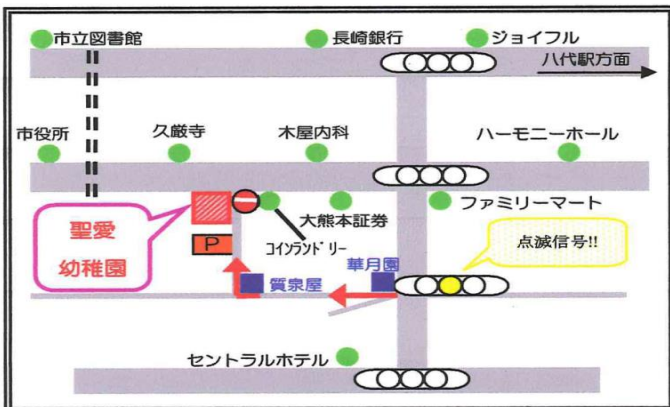 市立図書館
長崎銀行
ジョイフル
八代駅方面
市役所
久厳寺
木屋内科
ハーモニーホール
聖愛
幼稚園
P
コインランドリー
大熊本証券
ファミリーマート
点滅信号!!
質泉屋
華月園
セントラルホテル